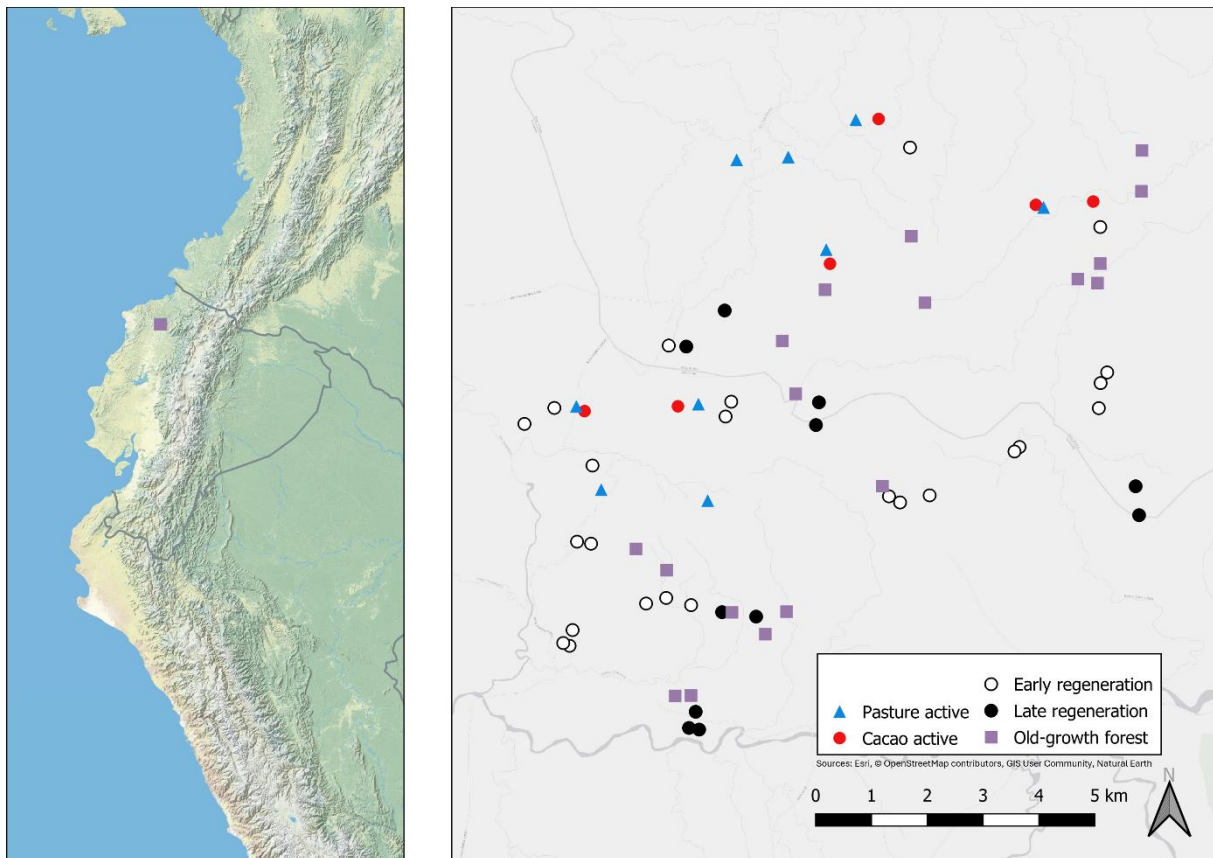 Pasture active
Cacao active
Early regeneration
Late regeneration
Old-growth forest
Sources: Esri, © OpenStreetMap contributors, GIS User Community, Natural Earth
0 1 2 3 4 5 km
N